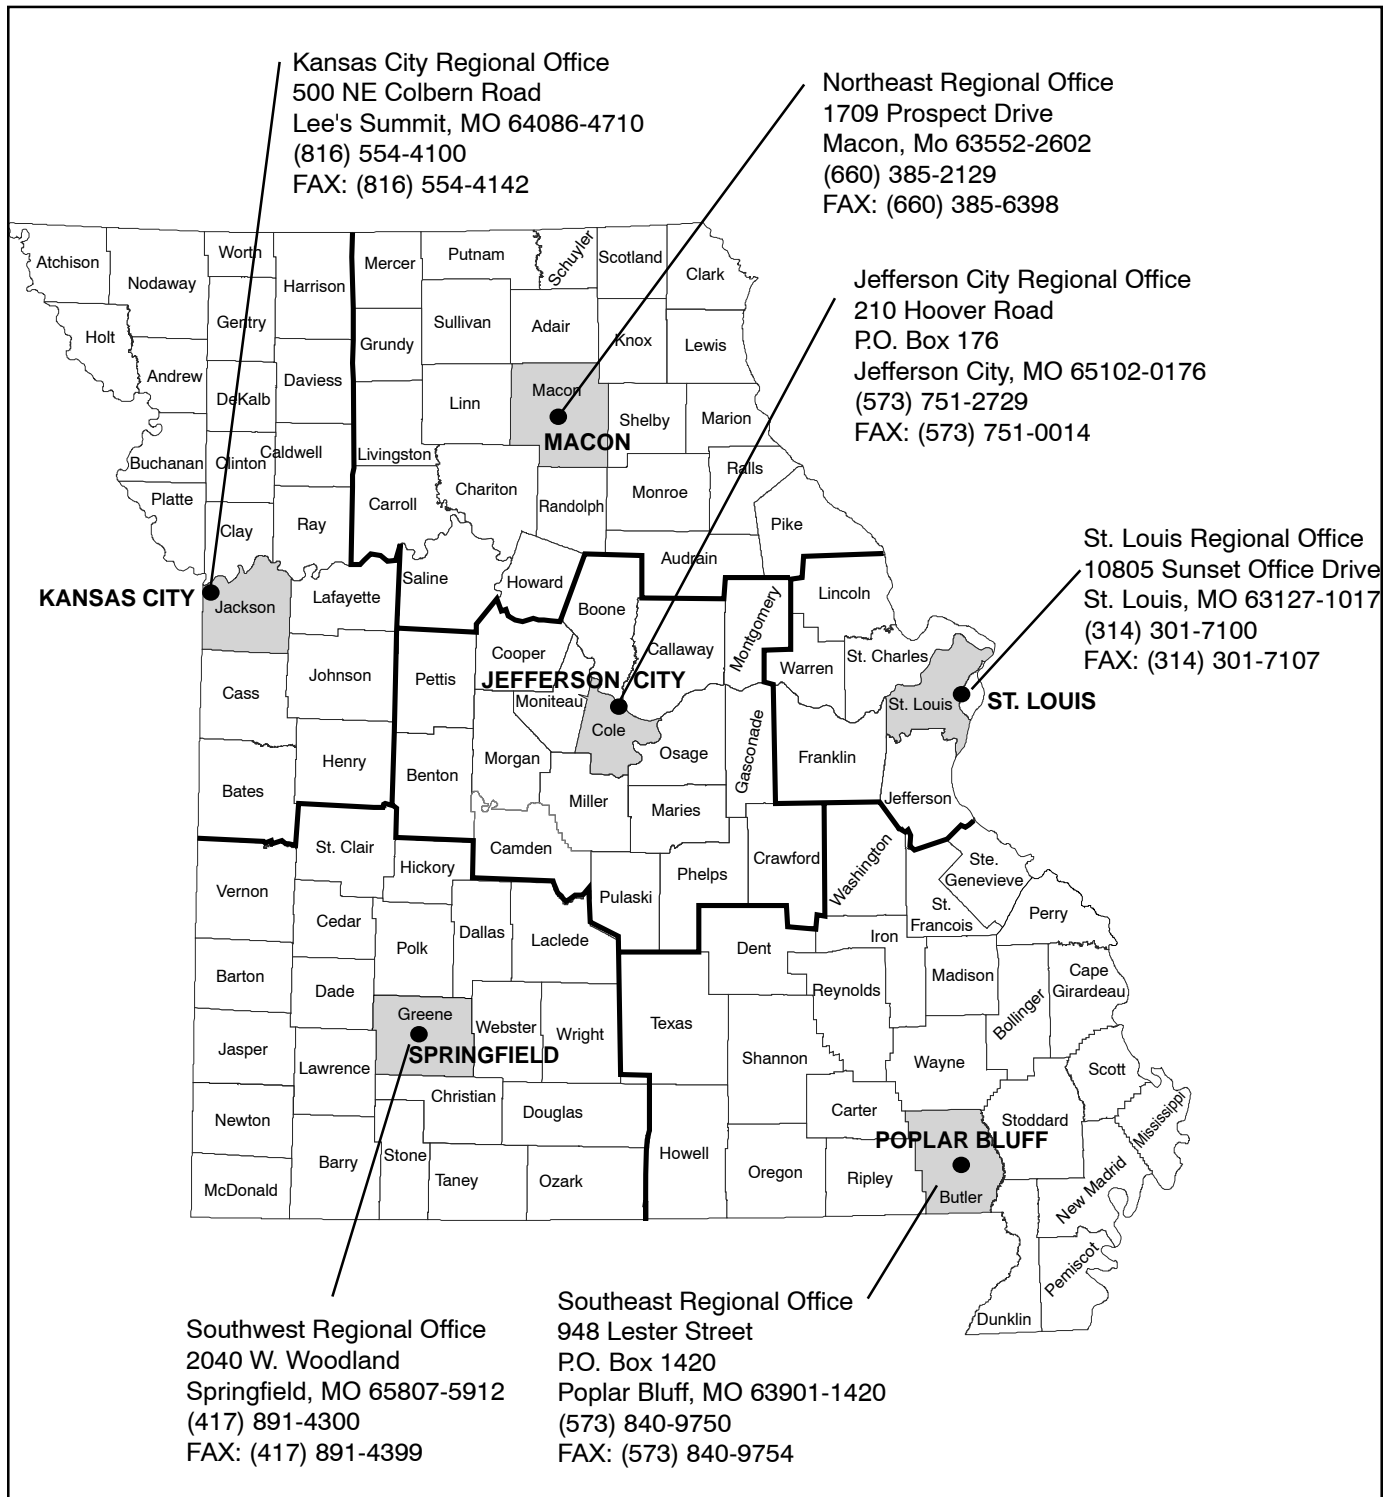 Kansas City Regional Office
500 NE Colbern Road
Lee's Summit, MO 64086-4710
(816) 554-4100
FAX: (816) 554-4142
Northeast Regional Office
1709 Prospect Drive
Macon, Mo 63552-2602
(660) 385-2129
FAX: (660) 385-6398
Jefferson City Regional Office
210 Hoover Road
P.O. Box 176
Jefferson City, MO 65102-0176
(573) 751-2729
FAX: (573) 751-0014
St. Louis Regional Office
10805 Sunset Office Drive
St. Louis, MO 63127-1017
(314) 301-7100
FAX: (314) 301-7107
Atchison
Nodaway
Worth
Harrison
Mercer
Putnam
Schuyler
Scotland
Clark
Holt
Gentry
Grundy
Sullivan
Adair
Knox
Lewis
Andrew
DeKalb
Daviess
Linn
Macon
MACON
Shelby
Marion
Buchanan
Clinton
Caldwell
Livingston
Chariton
Randolph
Monroe
Ralls
Platte
Clay
Ray
Carroll
Pike
Audrain
KANSAS CITY
Jackson
Lafayette
Saline
Howard
Boone
Callaway
Montgomery
Lincoln
Warren
St. Charles
St. Louis
ST. LOUIS
Cass
Johnson
Pettis
Cooper
JEFFERSON CITY
Moniteau
Cole
Osage
Gasconade
Franklin
Jefferson
Bates
Henry
Benton
Morgan
Miller
Maries
Camden
St. Clair
Hickory
Pulaski
Phelps
Crawford
Washington
Ste.
Genevieve
St.
Francois
Perry
Vernon
Cedar
Polk
Dallas
Laclede
Dent
Iron
Madison
Bollinger
Cape
Girardeau
Barton
Dade
Greene
SPRINGFIELD
Webster
Wright
Texas
Reynolds
Shannon
Wayne
Scott
Jasper
Lawrence
Christian
Douglas
Carter
Stoddard
Mississippi
Newton
Barry
Stone
Taney
Ozark
Howell
Oregon
Ripley
POPLAR BLUFF
Butler
New Madrid
McDonald
Pemiscot
Dunklin
Southwest Regional Office
2040 W. Woodland
Springfield, MO 65807-5912
(417) 891-4300
FAX: (417) 891-4399
Southeast Regional Office
948 Lester Street
P.O. Box 1420
Poplar Bluff, MO 63901-1420
(573) 840-9750
FAX: (573) 840-9754